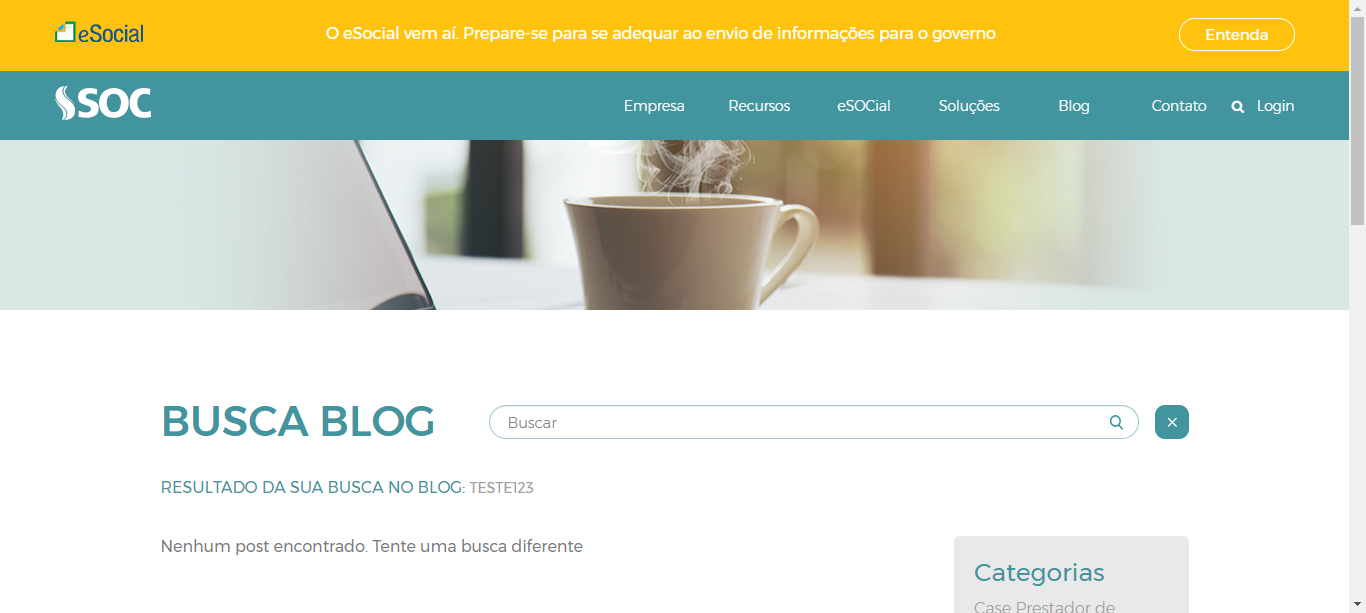 eSocial
O eSocial vem aí. Prepare-se para se adequar ao envio de informações para o governo
Entenda
SOC
Empresa Recursos eSOCial Soluções Blog Contato Login
BUSCA BLOG
Buscar
RESULTADO DA SUA BUSCA NO BLOG: TESTE123
Nenhum post encontrado. Tente uma busca diferente
Categorias
Case Prestador de